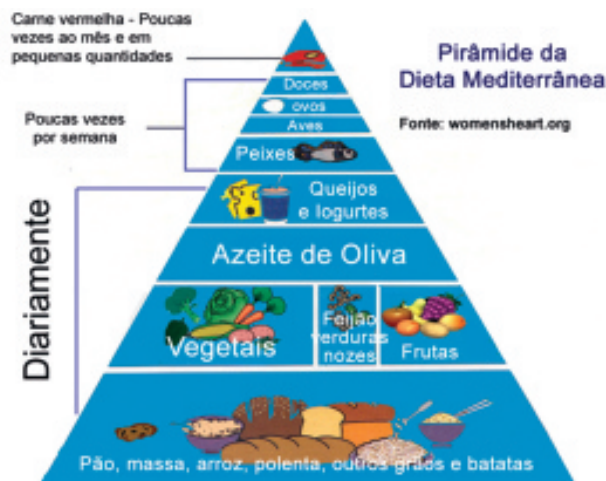 Carne vermelha - Poucas
vezes ao mês e em
pequenas quantidades
Pirâmide da
Dieta Mediterrânea
Fonte: womensheart.org
Doces
ovos
Aves
Poucas vezes
por semana
Peixes
Queijos
e Iogurtes
Diariamente
Azeite de Oliva
Vegetais
Feijão
verduras
nozes
Frutas
Pão, massa, arroz, polenta, outros grãos e batatas